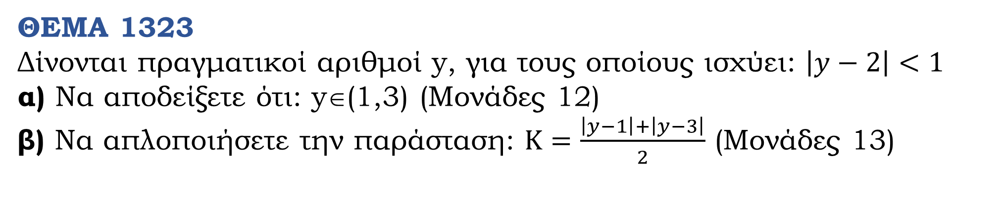 ΘΕΜΑ 1323
Δίνονται πραγματικοί αριθμοί y, για τους οποίους ισχύει: |y − 2| < 1
α) Να αποδείξετε ότι: y∈(1,3) (Μονάδες 12)
β) Να απλοποιήσετε την παράσταση: Κ = \frac{|y−1|+|y−3|}{2} (Μονάδες 13)